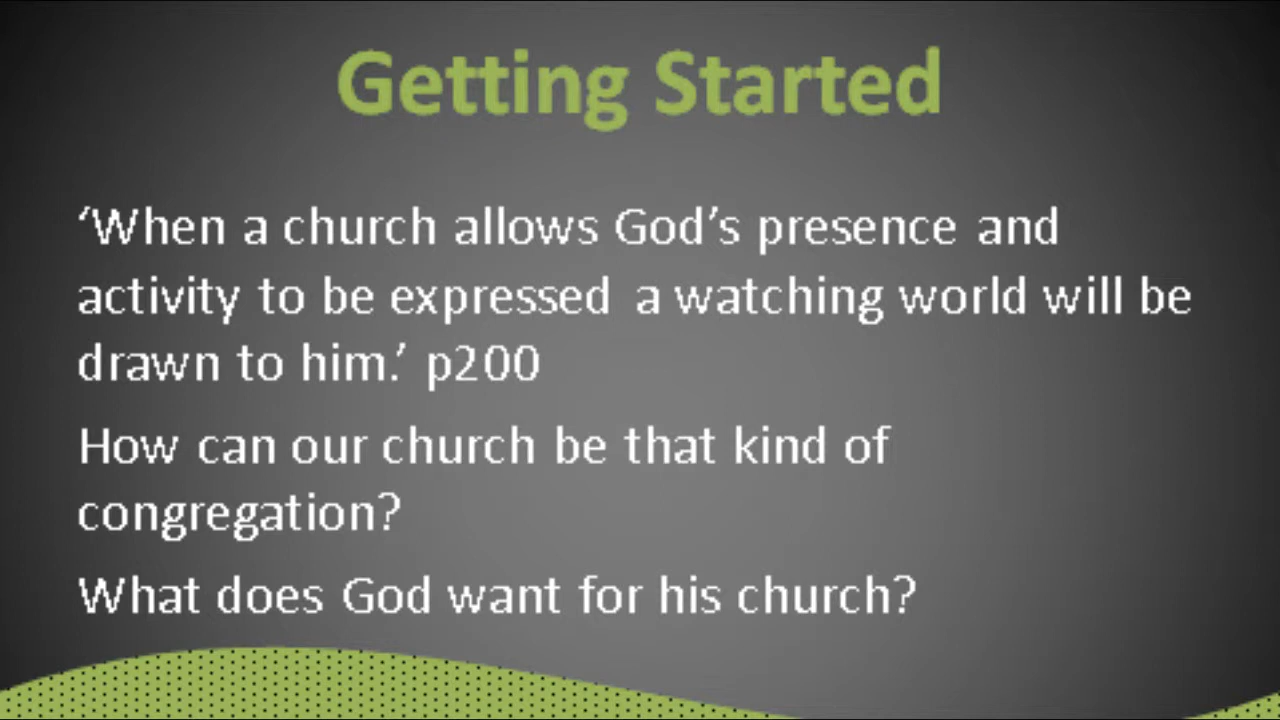 Getting Started
‘When a church allows God’s presence and
activity to be expressed a watching world will be
drawn to him.’ p200
How can our church be that kind of
congregation?
What does God want for his church?